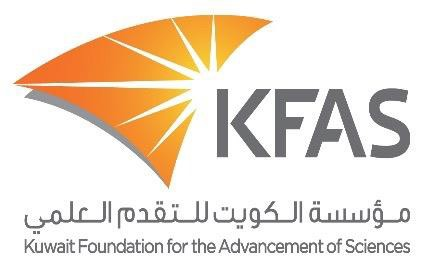 KFAS
مؤسسة الكويت للتقدم العلمي
Kuwait Foundation for the Advancement of Sciences